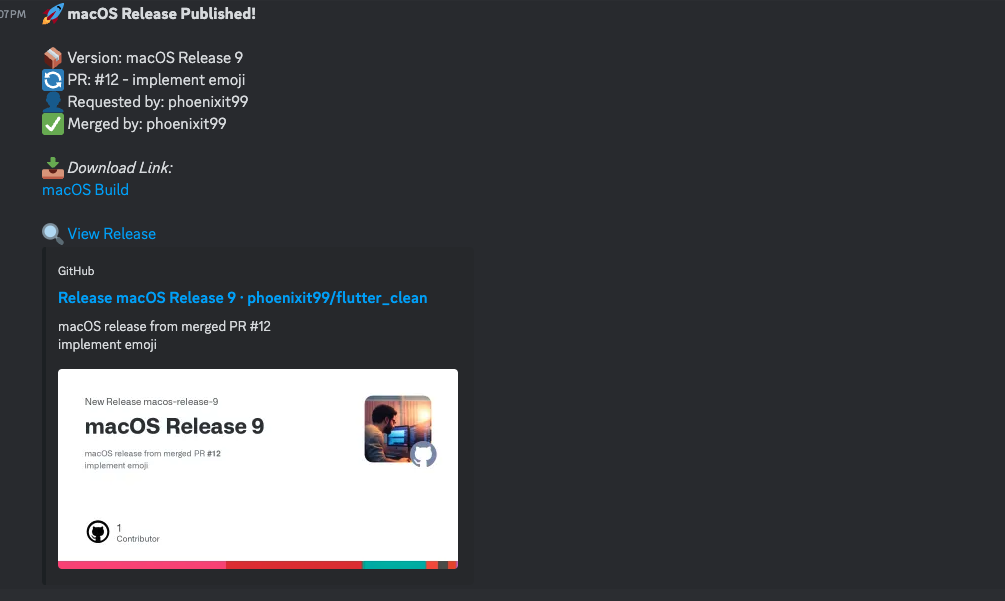 07 PM
🚀 macOS Release Published!
📦 Version: macOS Release 9
🔄 PR: #12 - implement emoji
👤 Requested by: phoenixit99
✅ Merged by: phoenixit99
📥 Download Link:
macOS Build
🔍 View Release
GitHub
Release macOS Release 9 · phoenixit99/flutter_clean
macOS release from merged PR #12
implement emoji
New Release macos-release-9
macOS Release 9
macOS release from merged PR #12
implement emoji
1
Contributor